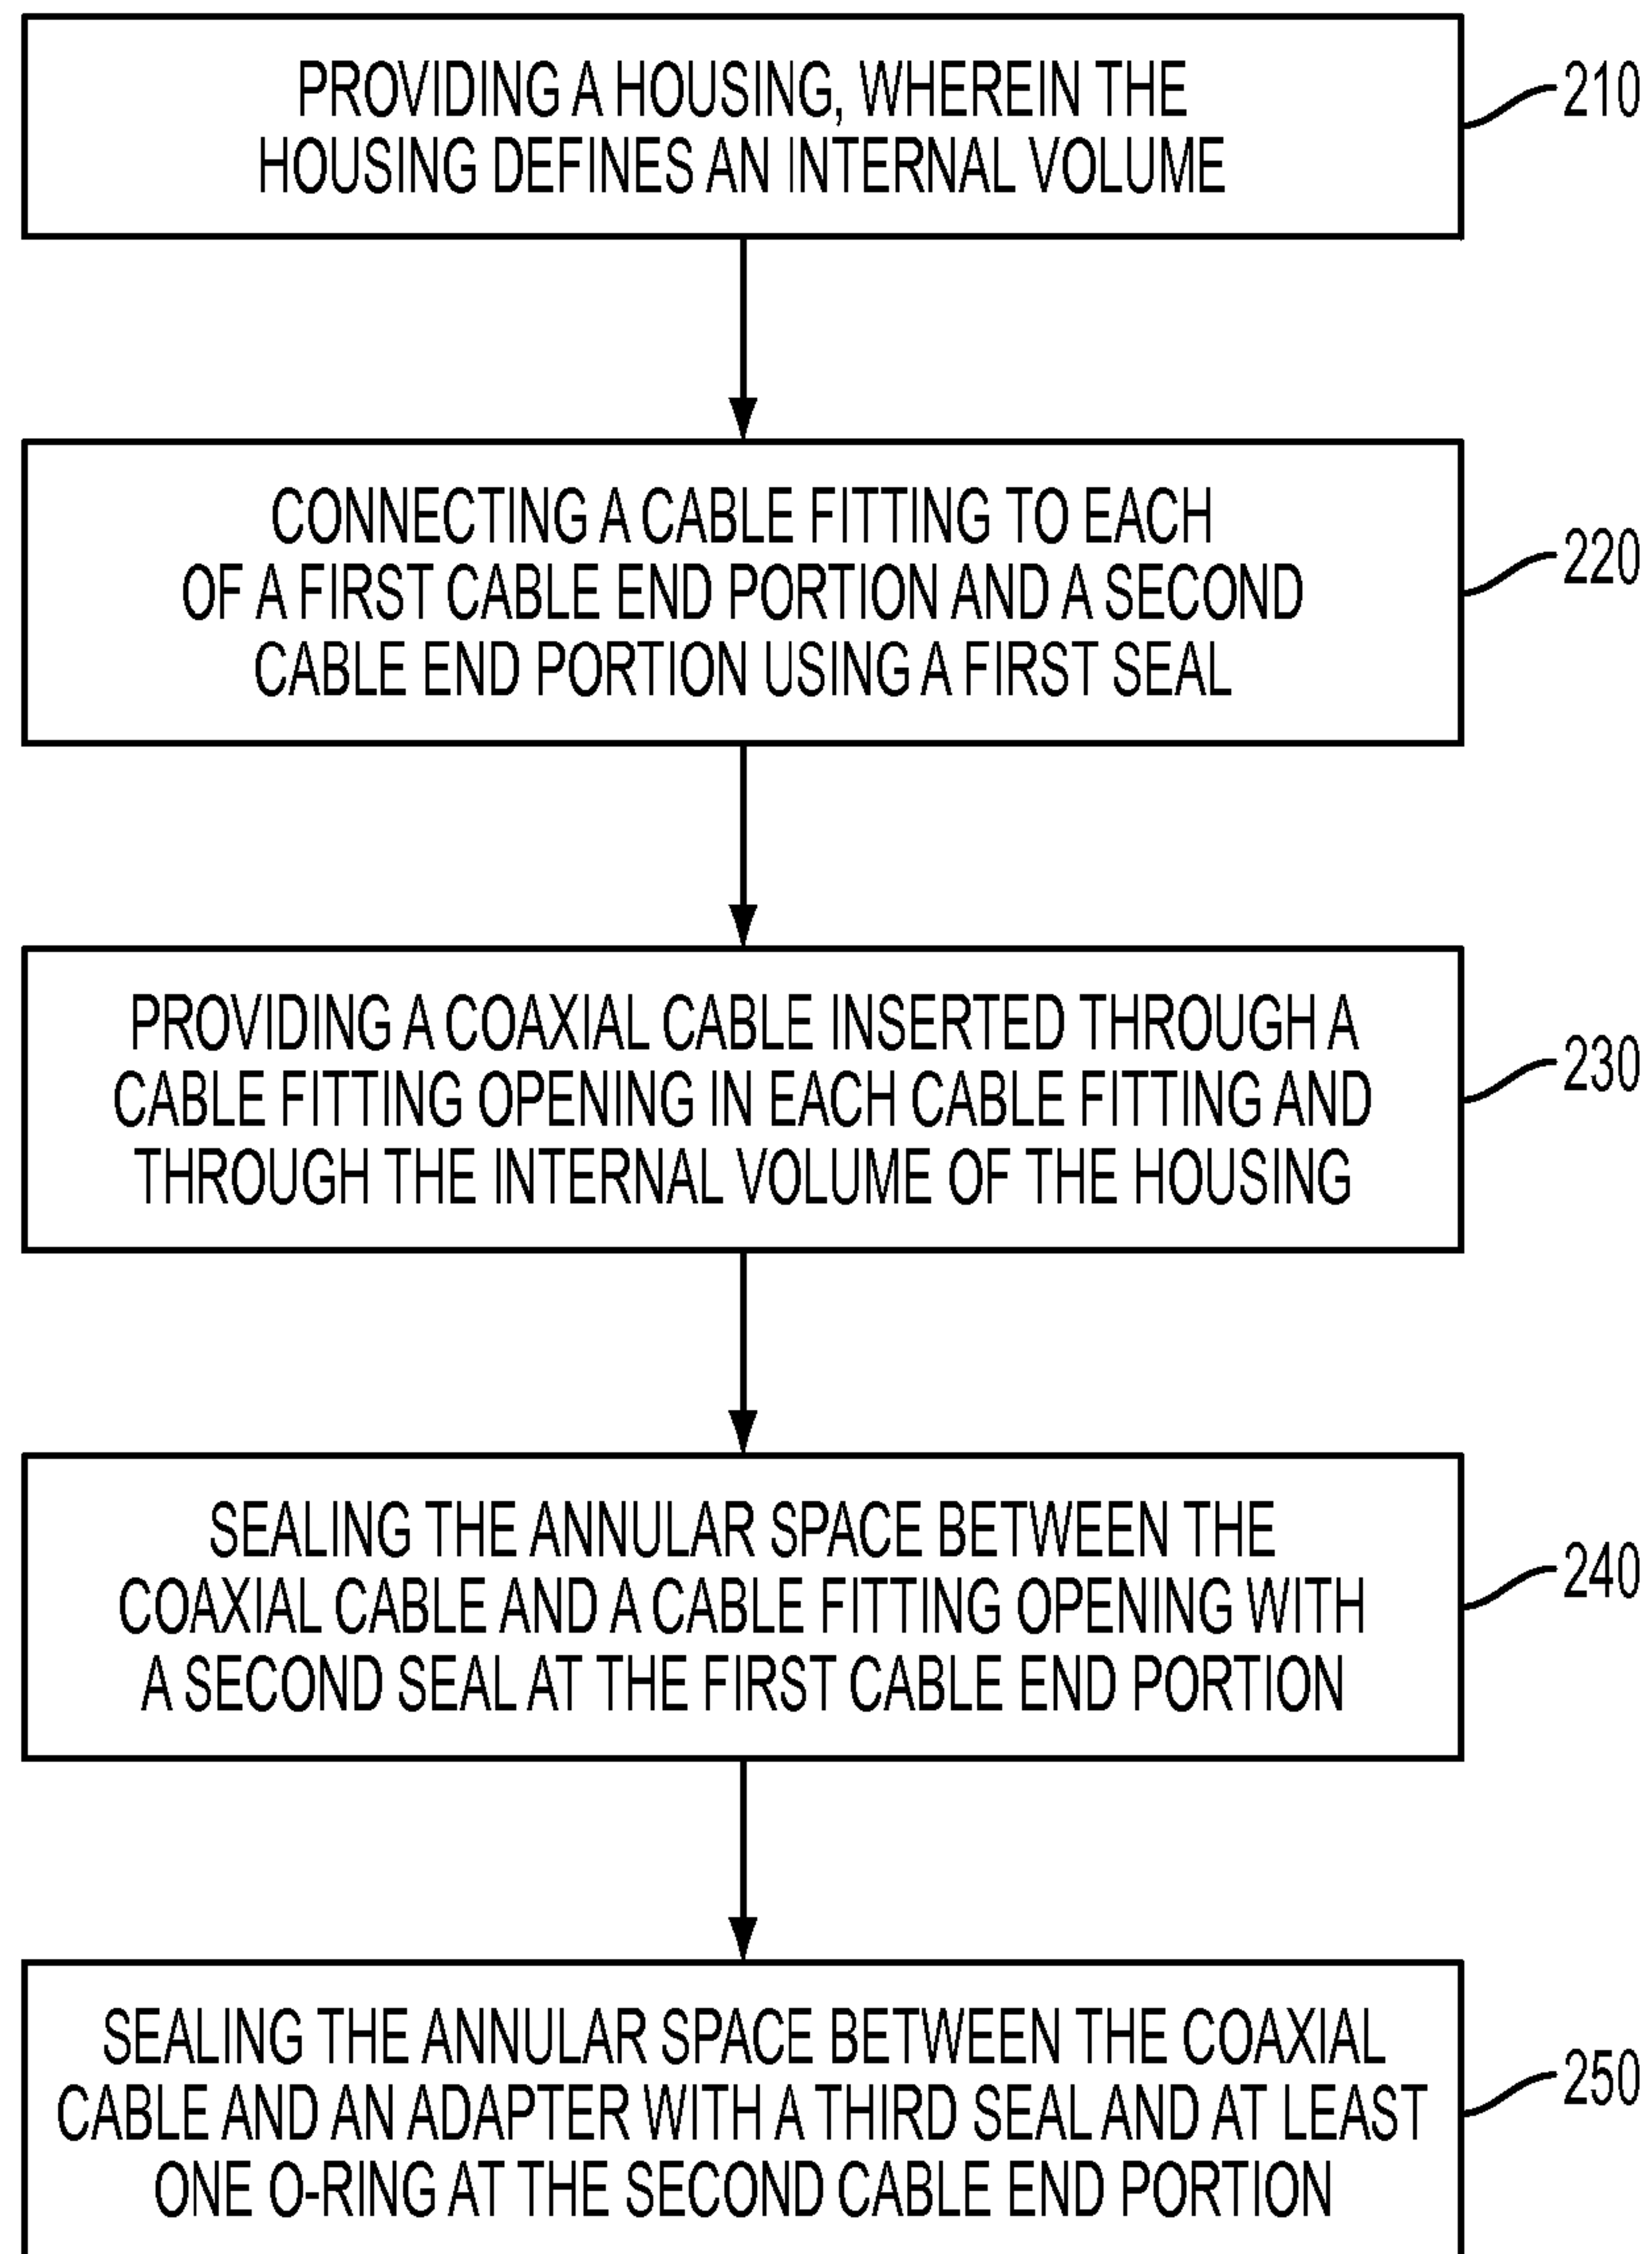 PROVIDING A HOUSING, WHEREIN THE
HOUSING DEFINES AN INTERNAL VOLUME
210
CONNECTING A CABLE FITTING TO EACH
OF A FIRST CABLE END PORTION AND A SECOND
CABLE END PORTION USING A FIRST SEAL
220
PROVIDING A COAXIAL CABLE INSERTED THROUGH A
CABLE FITTING OPENING IN EACH CABLE FITTING AND
THROUGH THE INTERNAL VOLUME OF THE HOUSING
230
SEALING THE ANNULAR SPACE BETWEEN THE
COAXIAL CABLE AND A CABLE FITTING OPENING WITH
A SECOND SEAL AT THE FIRST CABLE END PORTION
240
SEALING THE ANNULAR SPACE BETWEEN THE COAXIAL
CABLE AND AN ADAPTER WITH A THIRD SEAL AND AT LEAST
ONE O-RING AT THE SECOND CABLE END PORTION
250